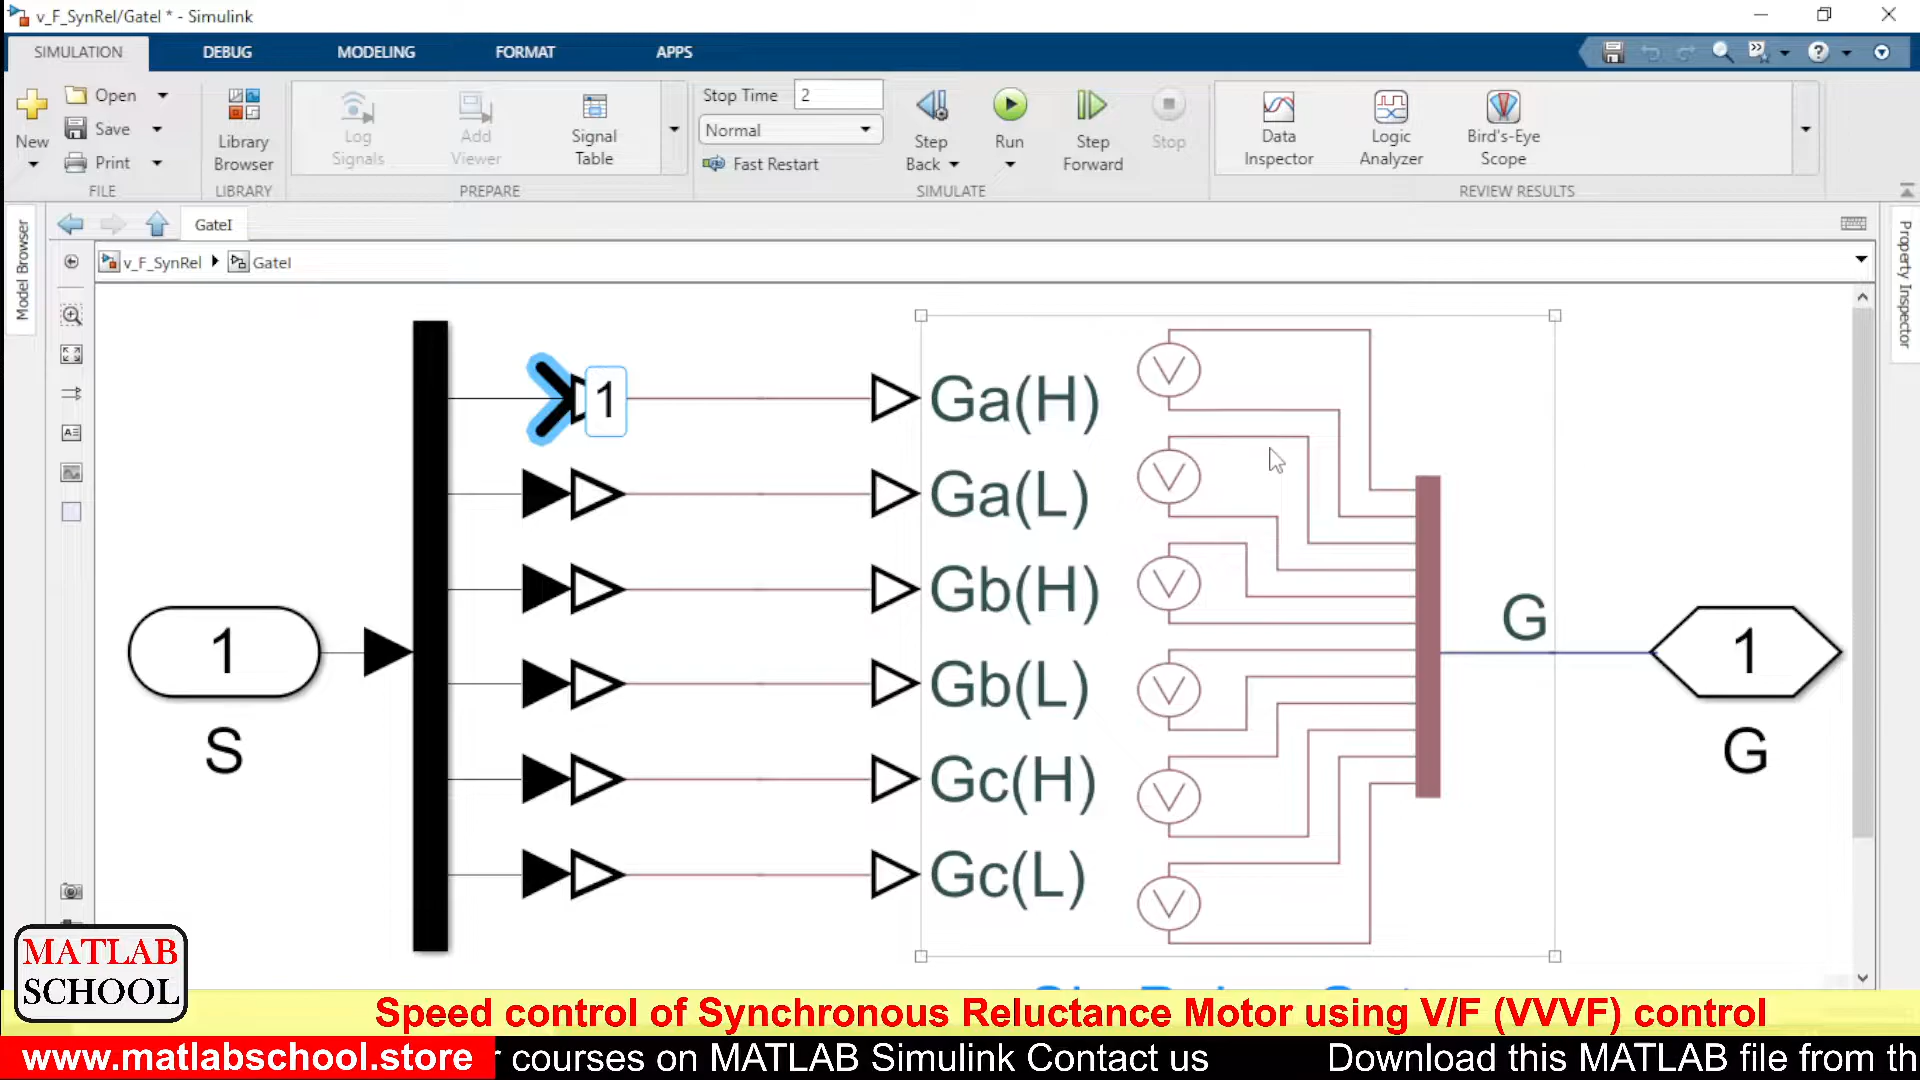 v_F_SynRel/GateI * - Simulink
SIMULATION
DEBUG
MODELING
FORMAT
APPS
New
Open
Save
Print
FILE
Library
Browser
LIBRARY
Log
Signals
Add
Viewer
Signal
Table
PREPARE
Stop Time 2
Normal
Fast Restart
Step
Back
Run
Step
Forward
Stop
SIMULATE
Data
Inspector
Logic
Analyzer
Bird's-Eye
Scope
REVIEW RESULTS
Model Browser
Property Inspector
GateI
v_F_SynRel
GateI
1
S
1
Ga(H)
Ga(L)
Gb(H)
Gb(L)
Gc(H)
Gc(L)
V
V
V
V
V
V
G
1
G
MATLAB
SCHOOL
Speed control of Synchronous Reluctance Motor using V/F (VVVF) control
www.matlabschool.store
r courses on MATLAB Simulink Contact us
Download this MATLAB file from th